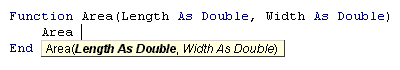 Function Area(Length As Double, Width As Double)
Area
End
Area(Length As Double, Width As Double)